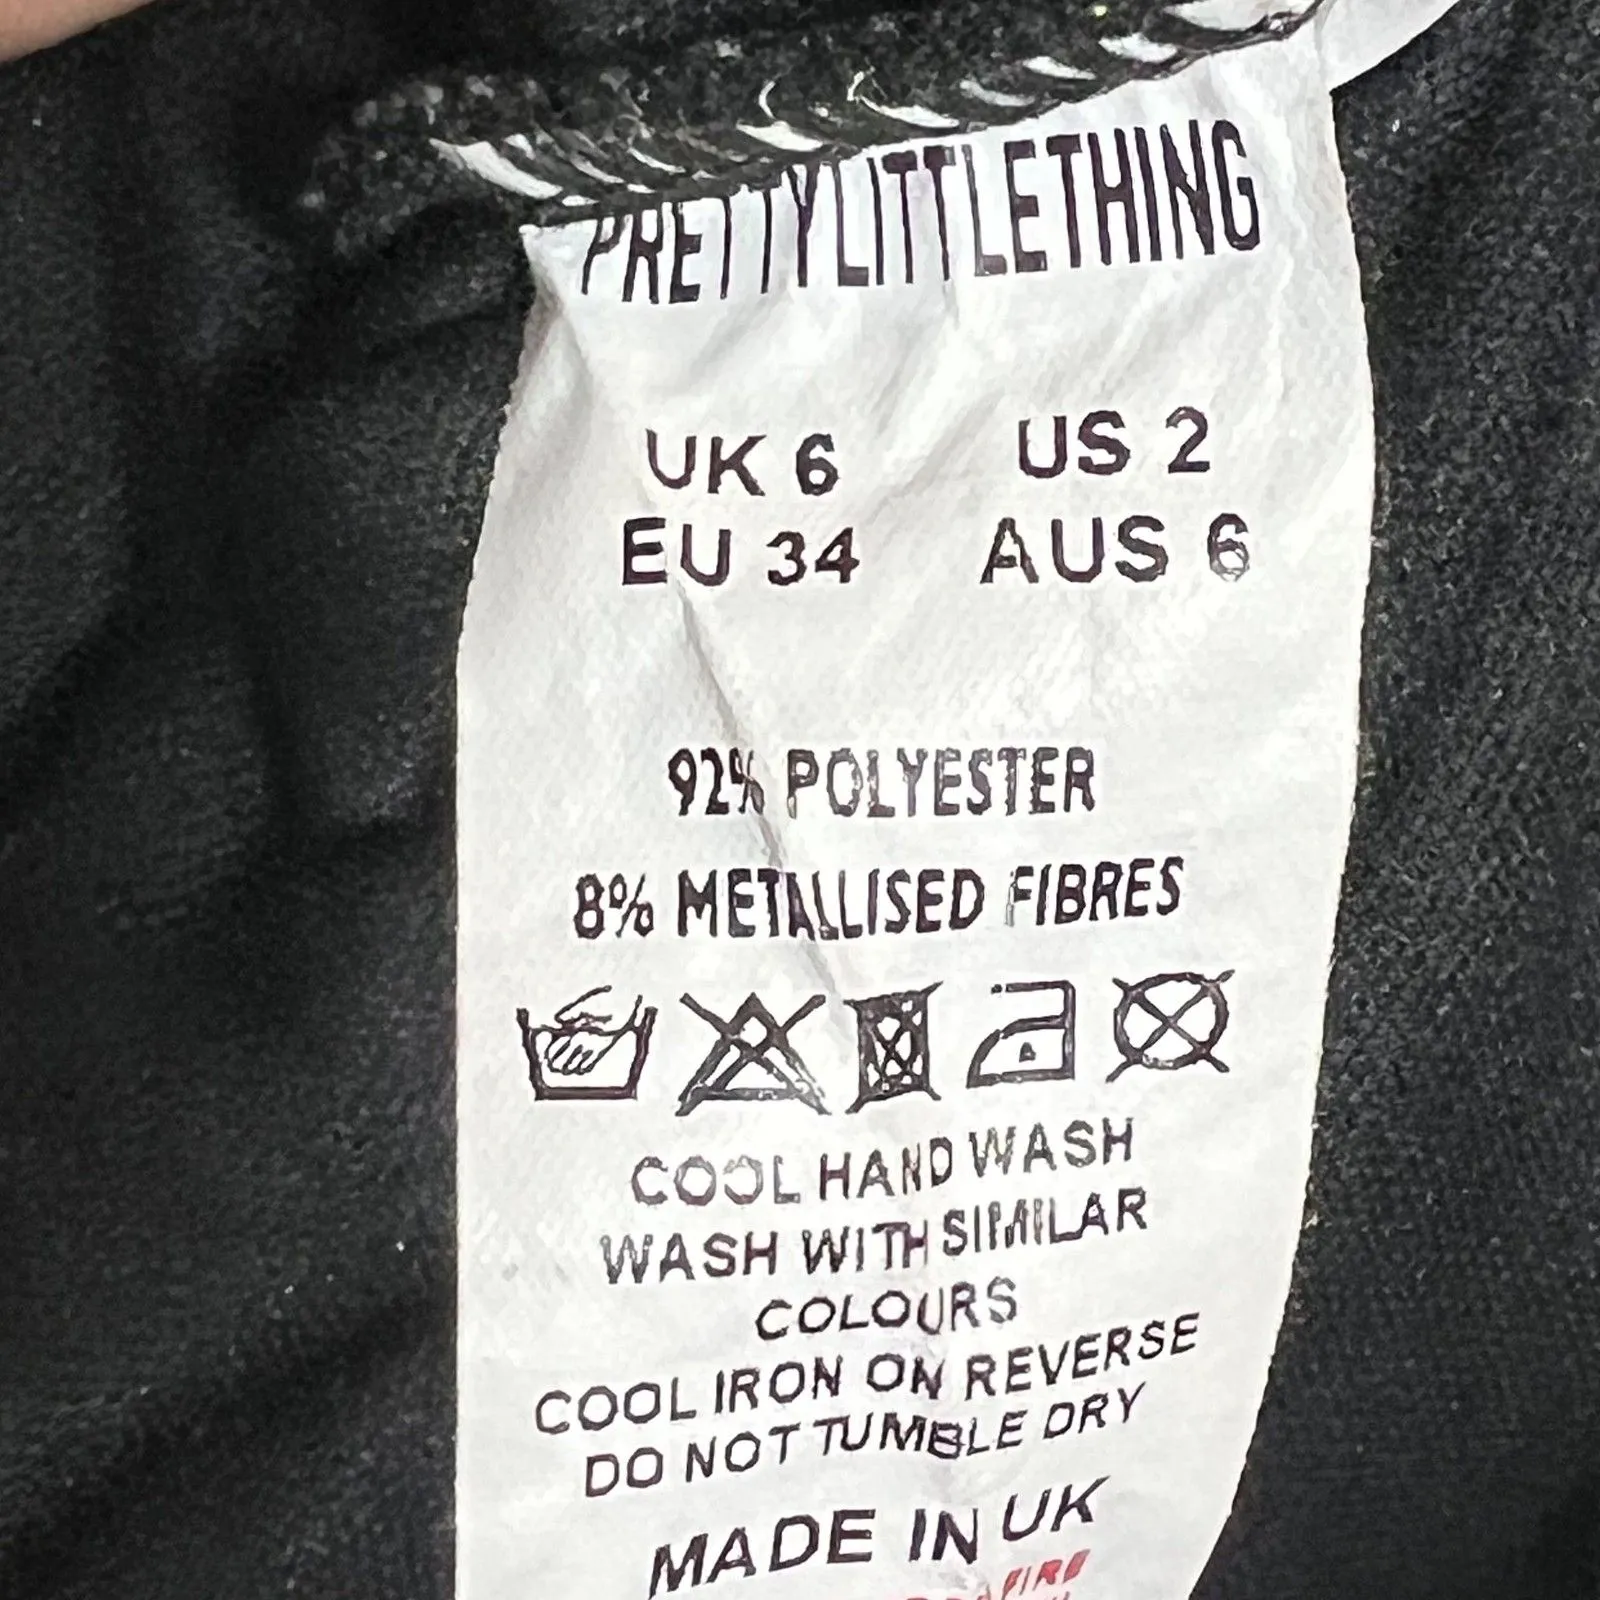 PRETTYLITTLETHING
UK 6 US 2
EU 34 AUS 6
92% POLYESTER
8% METALLISED FIBRES
COOL HAND WASH
WASH WITH SIMILAR
COLOURS
COOL IRON ON REVERSE
DO NOT TUMBLE DRY
MADE IN UK
FIRE